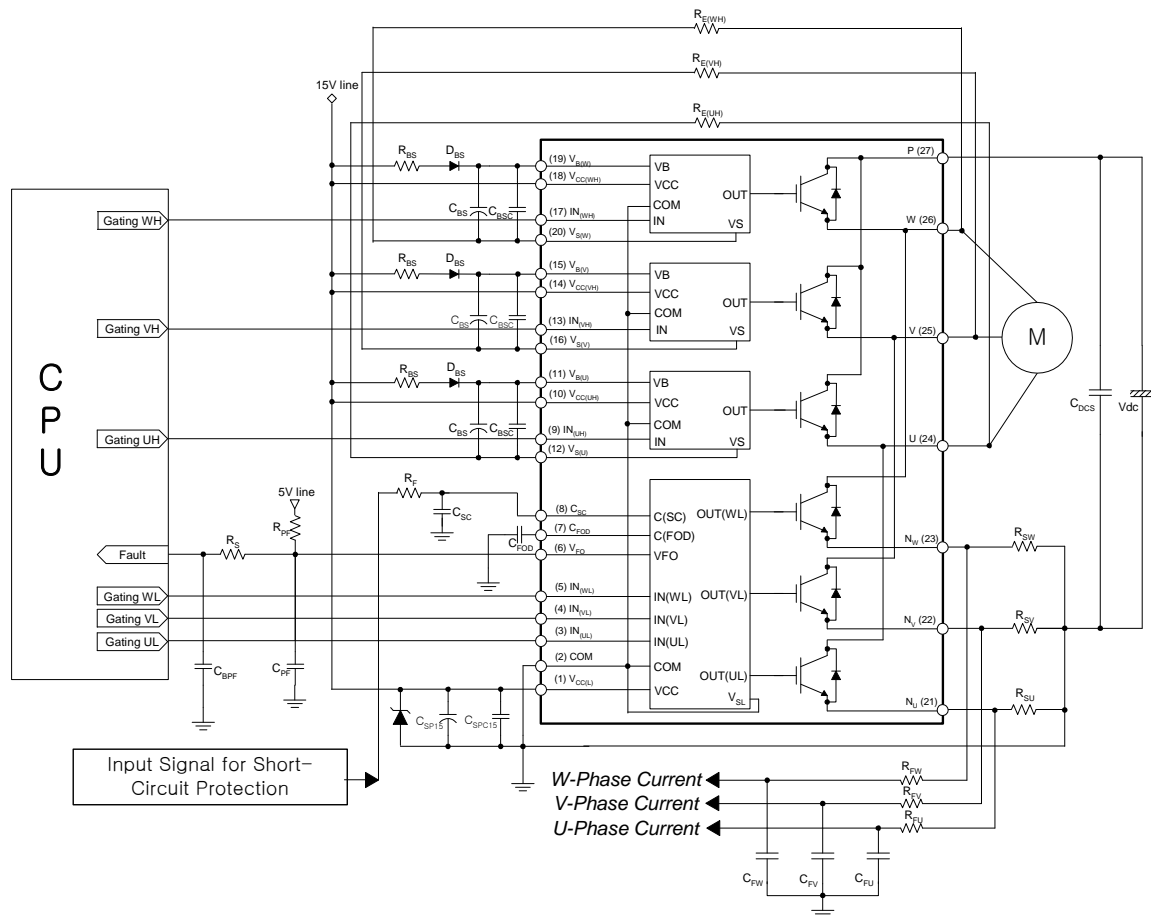 R_E(WH)
R_E(VH)
15V line
R_E(UH)
R_BS
D_BS
C_BS
C_BSC
(19) V_B(W)
(18) V_CC(WH)
(17) IN_(WH)
(20) V_S(W)
VB
VCC
COM
IN
OUT
VS
P (27)
W (26)
Gating WH
R_BS
D_BS
C_BS
C_BSC
(15) V_B(V)
(14) V_CC(VH)
(13) IN_(VH)
(16) V_S(V)
VB
VCC
COM
IN
OUT
VS
V (25)
Gating VH
M
CPU
R_BS
D_BS
C_BS
C_BSC
(11) V_B(U)
(10) V_CC(UH)
(9) IN_(UH)
(12) V_S(U)
VB
VCC
COM
IN
OUT
VS
U (24)
Gating UH
C_DCS
Vdc
R_F
C_SC
5V line
R_PF
R_S
C_FOD
Fault
Gating WL
Gating VL
Gating UL
C_BPF
C_PF
(8) C_SC
(7) C_FOD
(6) V_FO
(5) IN_(WL)
(4) IN_(VL)
(3) IN_(UL)
(2) COM
(1) V_CC(L)
C(SC)
C(FOD)
VFO
IN(WL)
IN(VL)
IN(UL)
COM
VCC
OUT(WL)
OUT(VL)
OUT(UL)
V_SL
N_W (23)
N_V (22)
N_U (21)
R_SW
R_SV
R_SU
C_SP15
C_SPC15
Input Signal for Short-
Circuit Protection
W-Phase Current
V-Phase Current
U-Phase Current
R_FW
R_FV
R_FU
C_FW
C_FV
C_FU